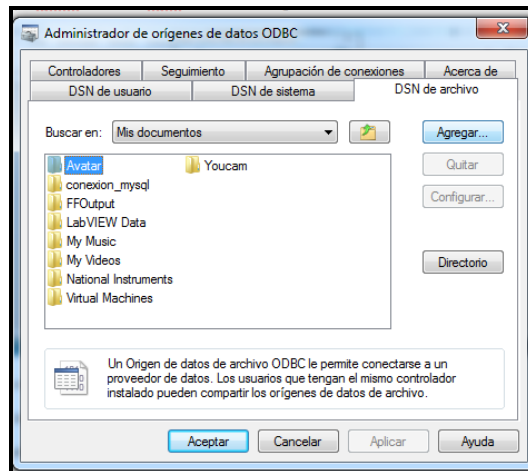 Administrador de orígenes de datos ODBC
Controladores Seguimiento Agrupación de conexiones Acerca de
DSN de usuario DSN de sistema DSN de archivo
Buscar en: Mis documentos Agregar...
Avatar Youcam Quitar
conexion_mysql
FFOutput Configurar...
LabVIEW Data
My Music
My Videos Directorio
National Instruments
Virtual Machines
Un Origen de datos de archivo ODBC le permite conectarse a un
proveedor de datos. Los usuarios que tengan el mismo controlador
instalado pueden compartir los orígenes de datos de archivo.
Aceptar Cancelar Aplicar Ayuda